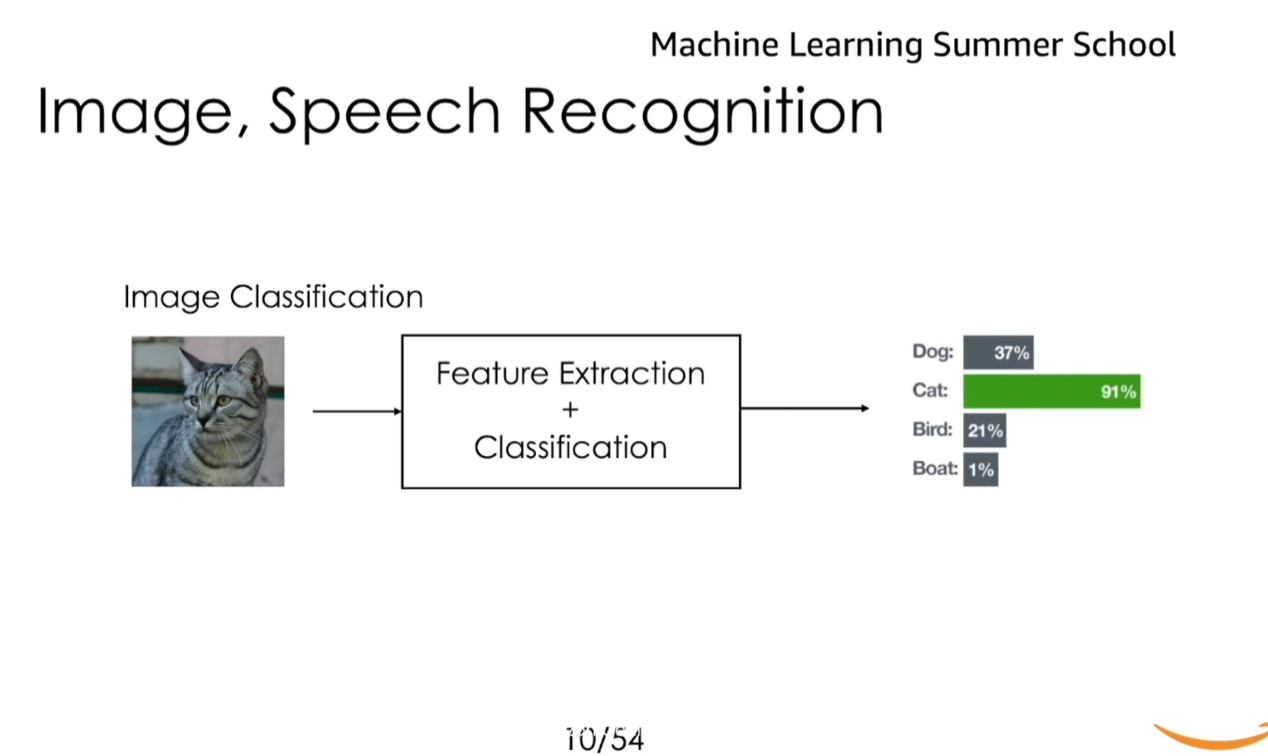 Machine Learning Summer School
Image, Speech Recognition
Image Classification
Feature Extraction
+
Classification
Dog: 37%
Cat: 91%
Bird: 21%
Boat: 1%
10/54